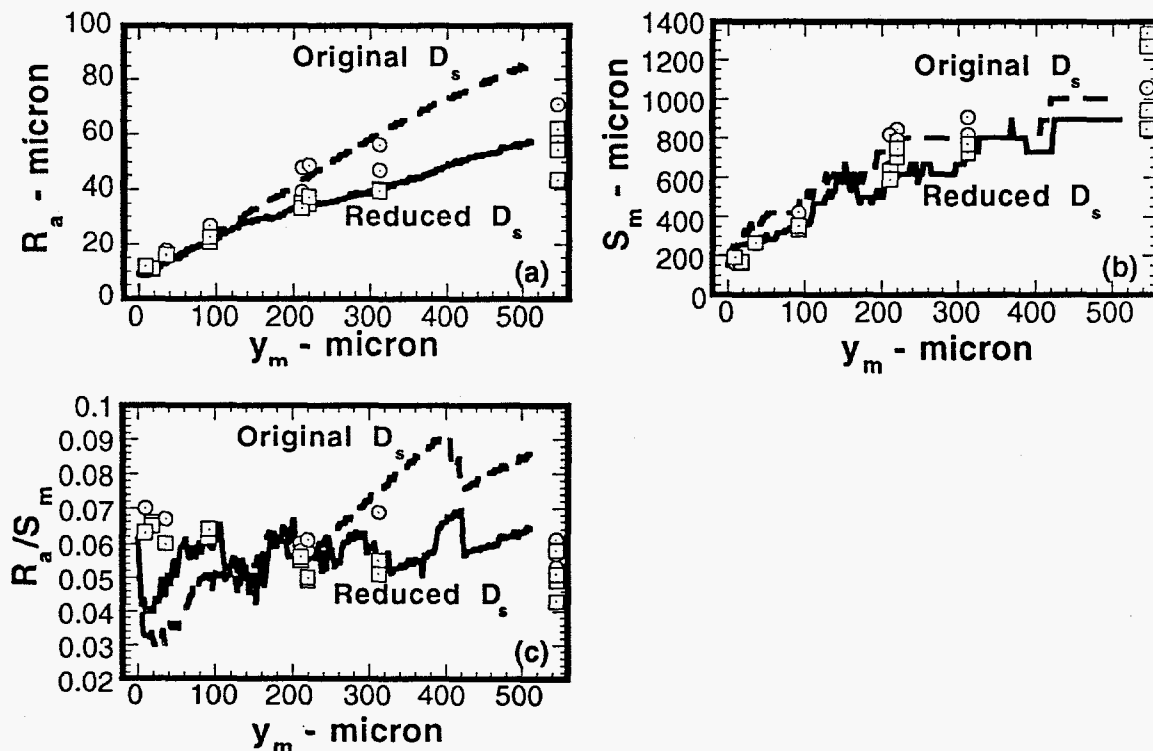 R_a - micron
100
80
60
40
20
0
Original D_s
Reduced D_s
(a)
0 100 200 300 400 500
y_m - micron
S_m - micron
1400
1200
1000
800
600
400
200
0
Original D_s
Reduced D_s
(b)
0 100 200 300 400 500
y_m - micron
R_a/S_m
0.1
0.09
0.08
0.07
0.06
0.05
0.04
0.03
0.02
Original D_s
Reduced D_s
(c)
0 100 200 300 400 500
y_m - micron